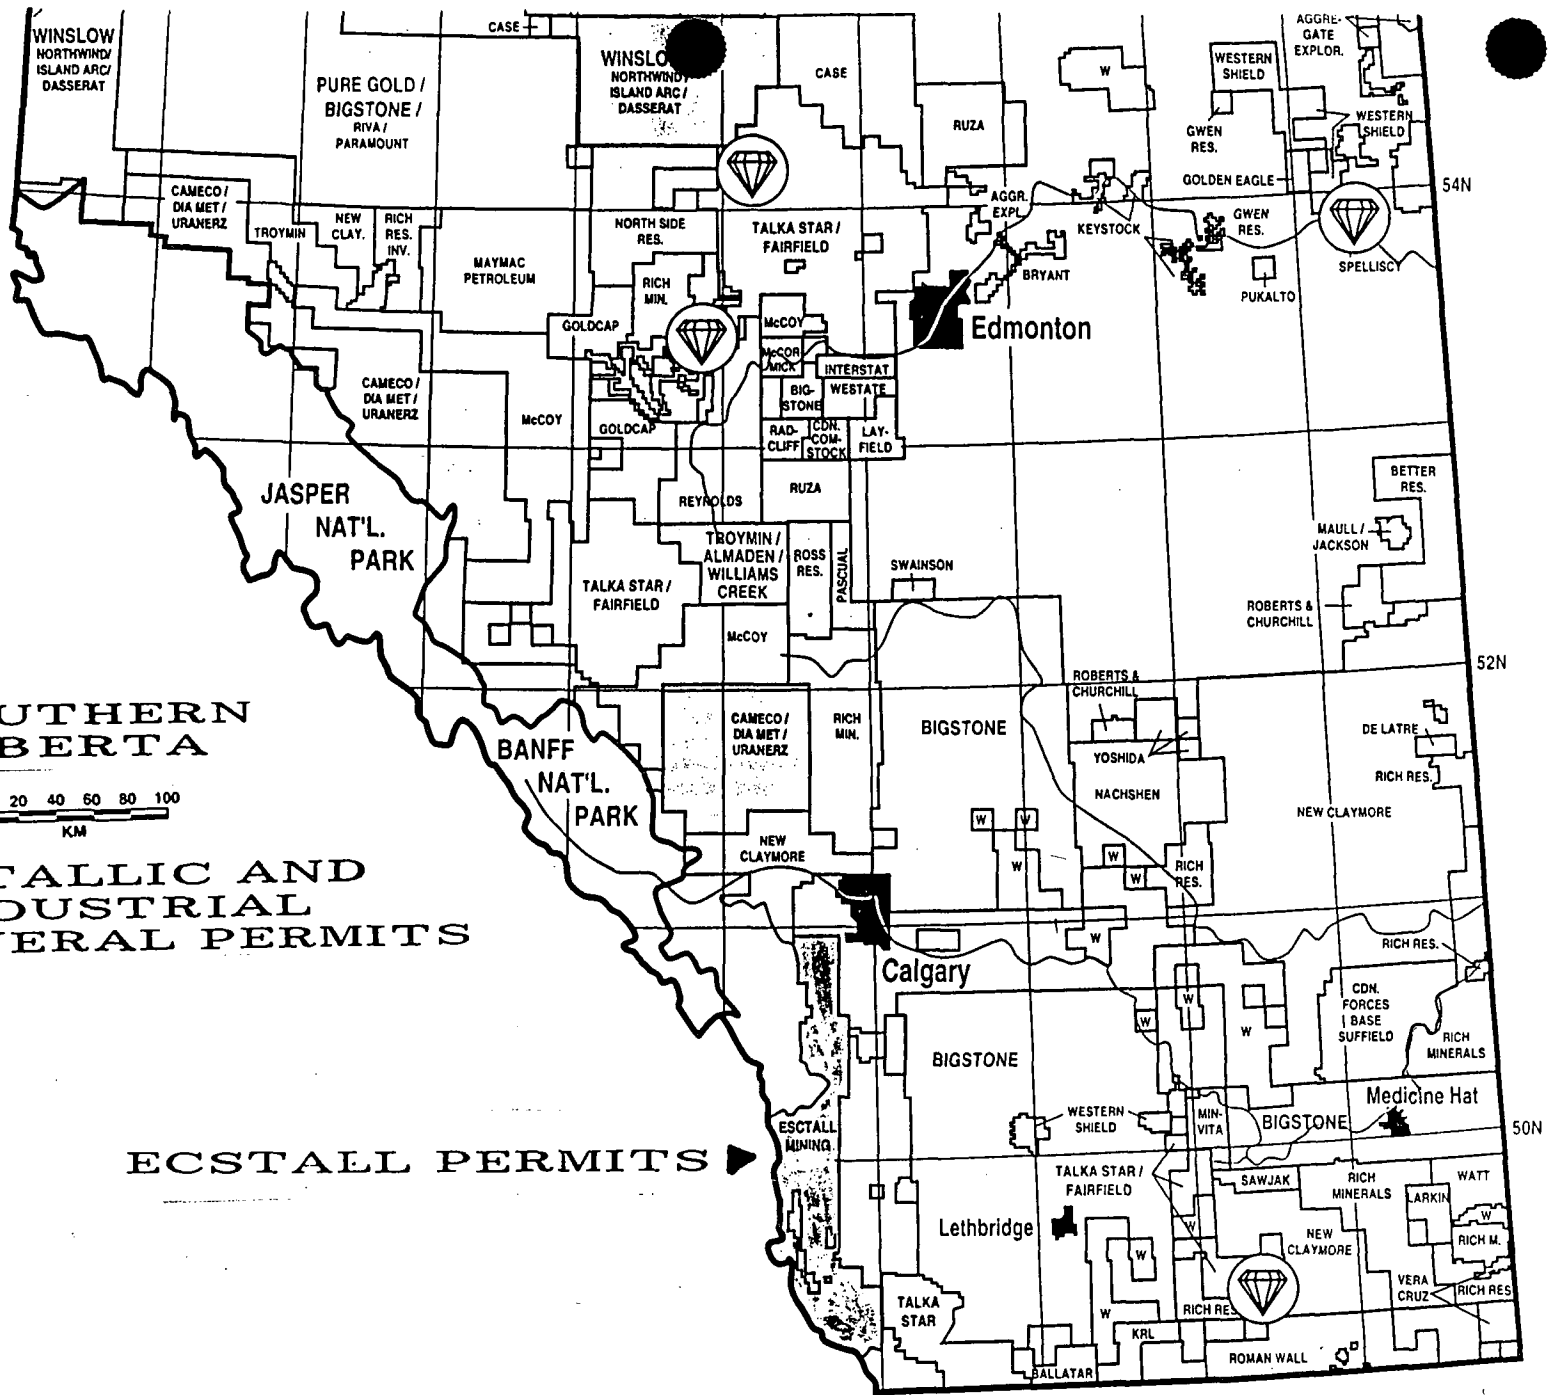 WINSLOW
NORTHWIND/
ISLAND ARC/
DASSERAT
CASE
PURE GOLD /
BIGSTONE /
RIVA /
PARAMOUNT
WINSLO
NORTHWIND/
ISLAND ARC /
DASSERAT
CASE
RUZA
W
WESTERN
SHIELD
AGGRE-
GATE
EXPLOR.
GWEN
RES.
WESTERN
SHIELD
GOLDEN EAGLE
54N
CAMECO /
DIA MET /
URANERZ
TROYMIN
NEW
CLAY.
RICH
RES.
INV.
MAYMAC
PETROLEUM
NORTH SIDE
RES.
RICH
MIN.
TALKA STAR /
FAIRFIELD
AGGR.
EXPL.
KEYSTOCK
GWEN
RES.
BRYANT
PUKALTO
SPELLISCY
GOLDCAP
McCOY
Edmonton
McCOR
MICK
INTERSTAT
BIG-
STONE
WESTATE
CAMECO /
DIA MET /
URANERZ
McCOY
GOLDCAP
RAD-
CLIFF
CDN.
COM-
STOCK
LAY-
FIELD
REYNOLDS
RUZA
BETTER
RES.
JASPER
NAT'L.
PARK
MAULL /
JACKSON
TROYMIN /
ALMADEN /
WILLIAMS
CREEK
ROSS
RES.
PASCUAL
SWAINSON
TALKA STAR /
FAIRFIELD
ROBERTS &
CHURCHILL
McCOY
52N
ROBERTS &
CHURCHILL
UTHERN
BERTA
20 40 60 80 100
KM
BANFF
NAT'L.
PARK
CAMECO /
DIA MET /
URANERZ
RICH
MIN.
BIGSTONE
YOSHIDA
NACHSHEN
DE LATRE
RICH RES.
NEW CLAYMORE
W
W
NEW
CLAYMORE
W
W
W
RICH
RES.
TALLIC AND
DUSTRIAL
NERAL PERMITS
W
RICH RES.
Calgary
W
W
W
CDN.
FORCES
BASE
SUFFIELD
RICH
MINERALS
BIGSTONE
Medicine Hat
ESCTALL
MINING
WESTERN
SHIELD
MIN-
VITA
BIGSTONE
50N
ECSTALL PERMITS
TALKA STAR /
FAIRFIELD
SAWJAK
RICH
MINERALS
LARKIN
WATT
Lethbridge
W
W
W
RICH M.
NEW
CLAYMORE
VERA
CRUZ
RICH RES
TALKA
STAR
W
RICH RES
KRL
BALLATAR
ROMAN WALL